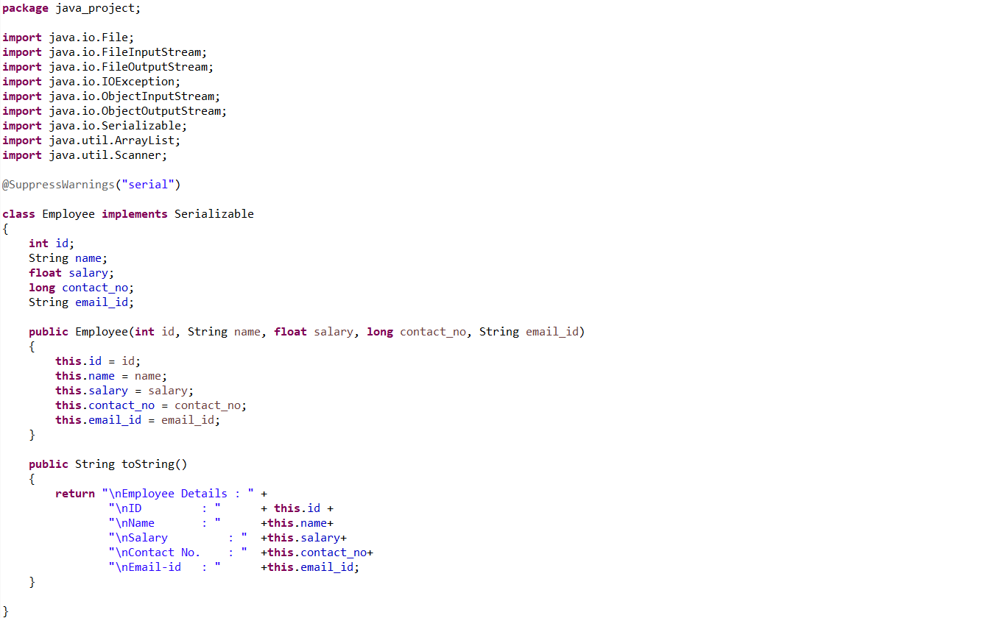 package java_project;

import java.io.File;
import java.io.FileInputStream;
import java.io.FileOutputStream;
import java.io.IOException;
import java.io.ObjectInputStream;
import java.io.ObjectOutputStream;
import java.io.Serializable;
import java.util.ArrayList;
import java.util.Scanner;

@SuppressWarnings("serial")

class Employee implements Serializable
{
    int id;
    String name;
    float salary;
    long contact_no;
    String email_id;

    public Employee(int id, String name, float salary, long contact_no, String email_id)
    {
        this.id = id;
        this.name = name;
        this.salary = salary;
        this.contact_no = contact_no;
        this.email_id = email_id;
    }

    public String toString()
    {
        return "\nEmployee Details : " +
                "\nID         : "      + this.id +
                "\nName       : "      +this.name+
                "\nSalary         : "  +this.salary+
                "\nContact No.    : "  +this.contact_no+
                "\nEmail-id   : "      +this.email_id;
    }

}